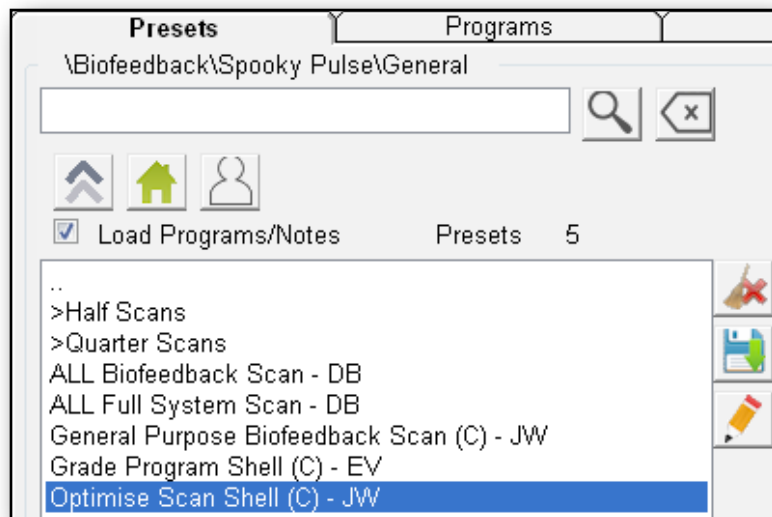 Presets Programs
\Biofeedback\Spooky Pulse\General
Load Programs/Notes Presets 5
..
>Half Scans
>Quarter Scans
ALL Biofeedback Scan - DB
ALL Full System Scan - DB
General Purpose Biofeedback Scan (C) - JW
Grade Program Shell (C) - EV
Optimise Scan Shell (C) - JW